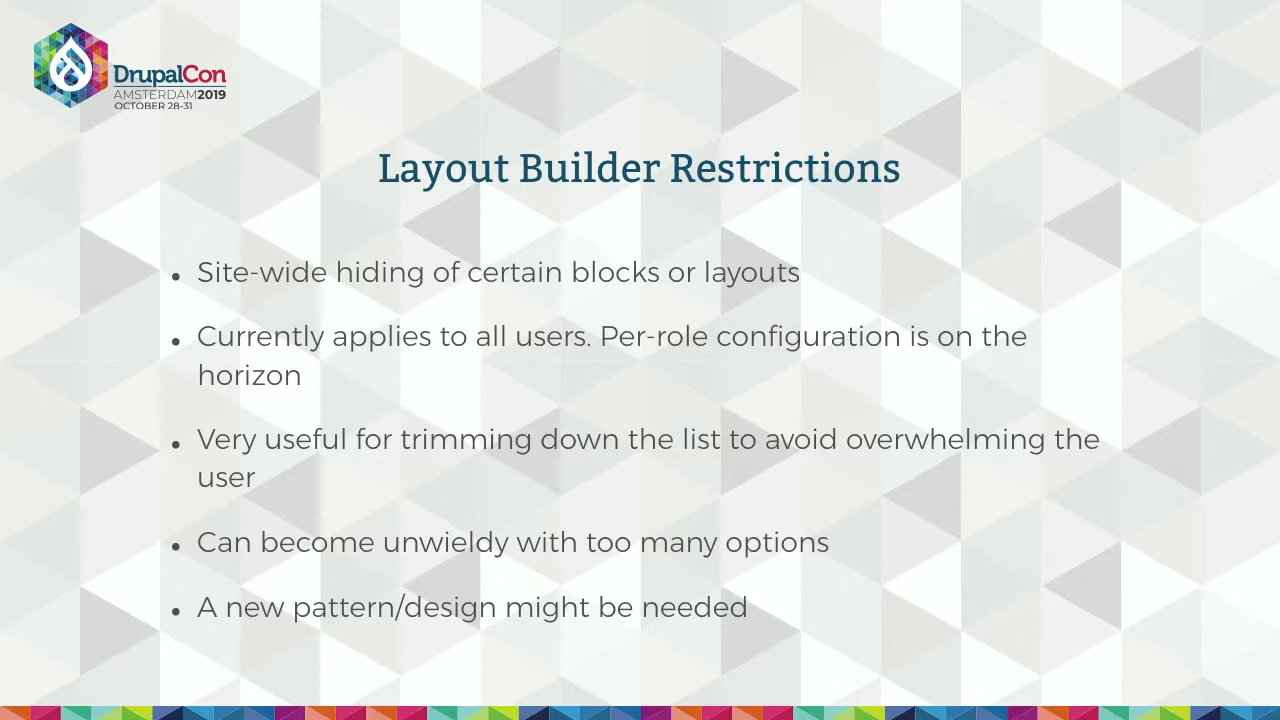 DrupalCon
AMSTERDAM2019
OCTOBER 28-31
Layout Builder Restrictions
• Site-wide hiding of certain blocks or layouts
• Currently applies to all users. Per-role configuration is on the
horizon
• Very useful for trimming down the list to avoid overwhelming the
user
• Can become unwieldy with too many options
• A new pattern/design might be needed